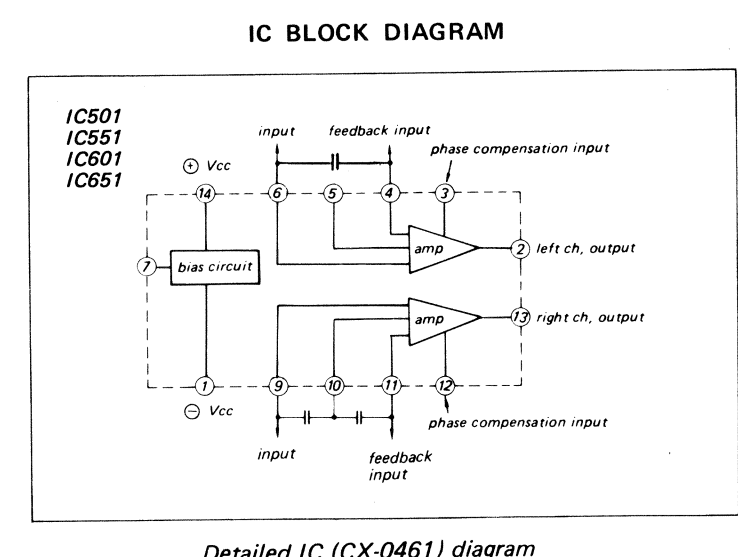 IC BLOCK DIAGRAM
IC501
IC551
IC601
IC651
input
feedback input
phase compensation input
⊕ Vcc
14
6
5
4
3
7
bias circuit
amp
2
left ch, output
amp
13
right ch, output
1
9
10
11
12
⊖ Vcc
phase compensation input
input
feedback
input
Detailed IC (CX-0461) diagram